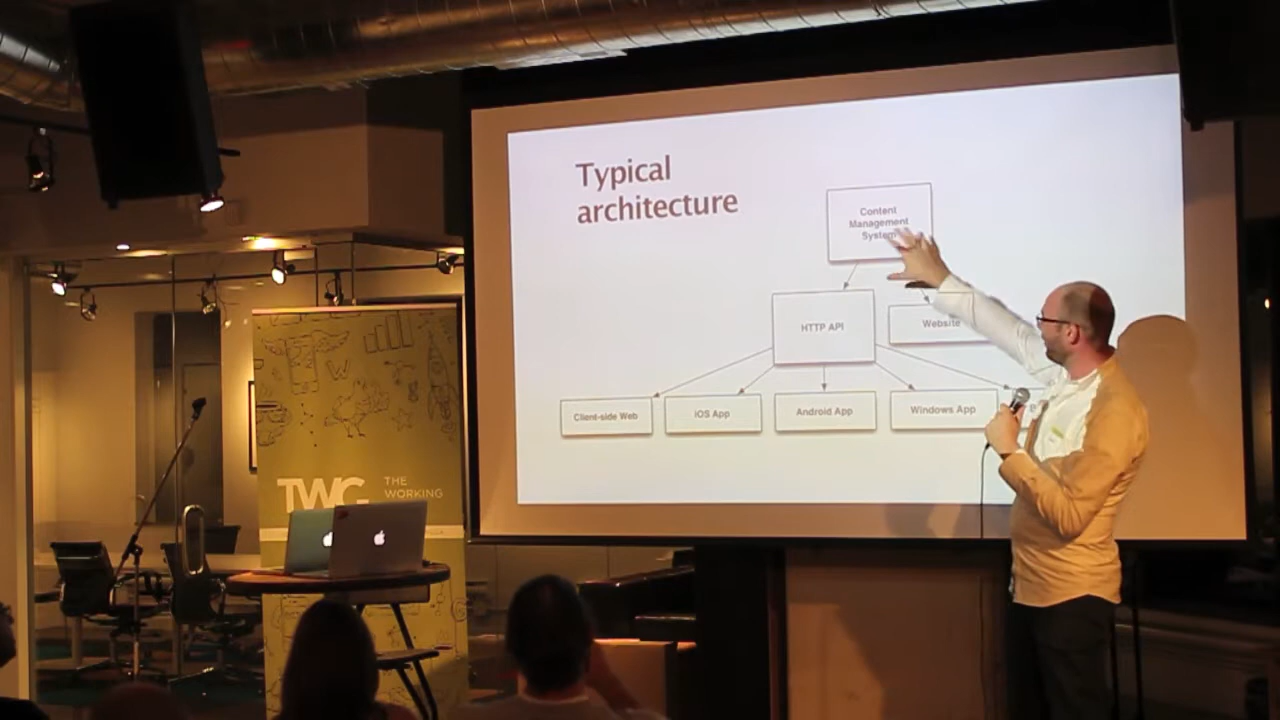 Typical
architecture
Content
Management
System
HTTP API
Website
Client-side Web
iOS App
Android App
Windows App
TWG
THE
WORKING